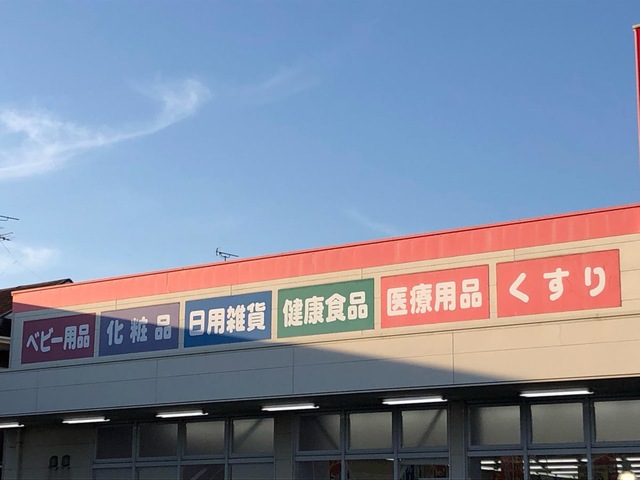 ベビー用品
化粧品
日用雑貨
健康食品
医療用品
くすり